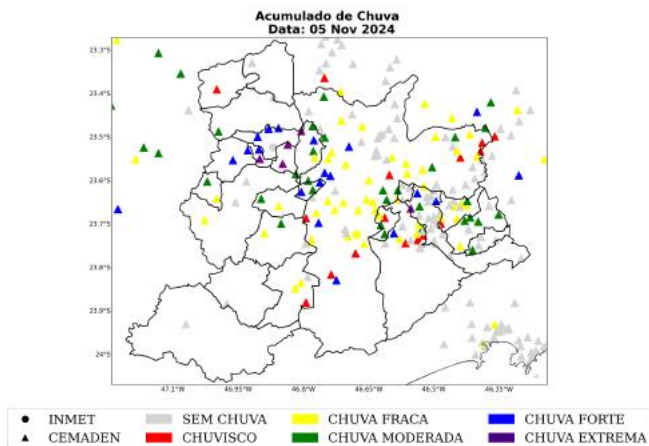 Acumulado de Chuva
Data: 05 Nov 2024
23.3°S
23.4°S
23.5°S
23.6°S
23.7°S
23.8°S
23.9°S
24°S
47.1°W
46.95°W
46.8°W
46.65°W
46.5°W
46.35°W
INMET SEM CHUVA CHUVA FRACA CHUVA FORTE
CEMADEN CHUVISCO CHUVA MODERADA CHUVA EXTREMA